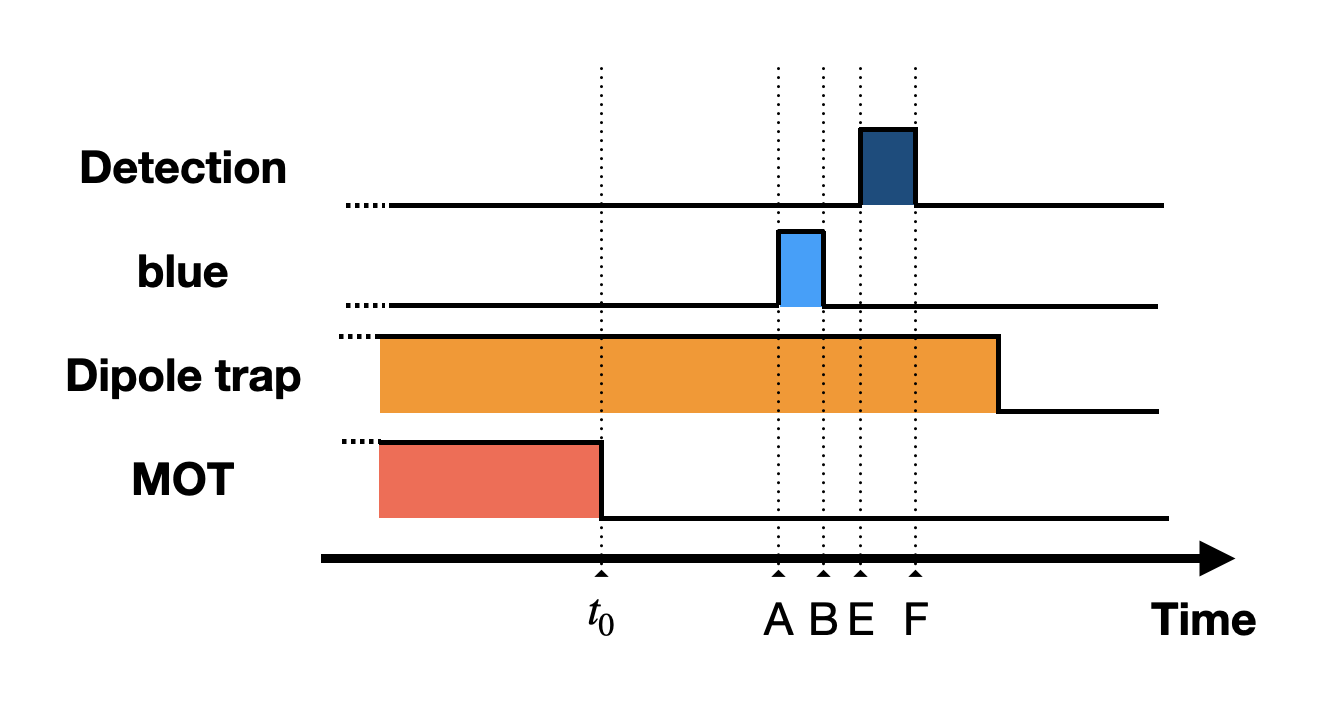 Detection
blue
Dipole trap
MOT
t₀ A B E F
Time